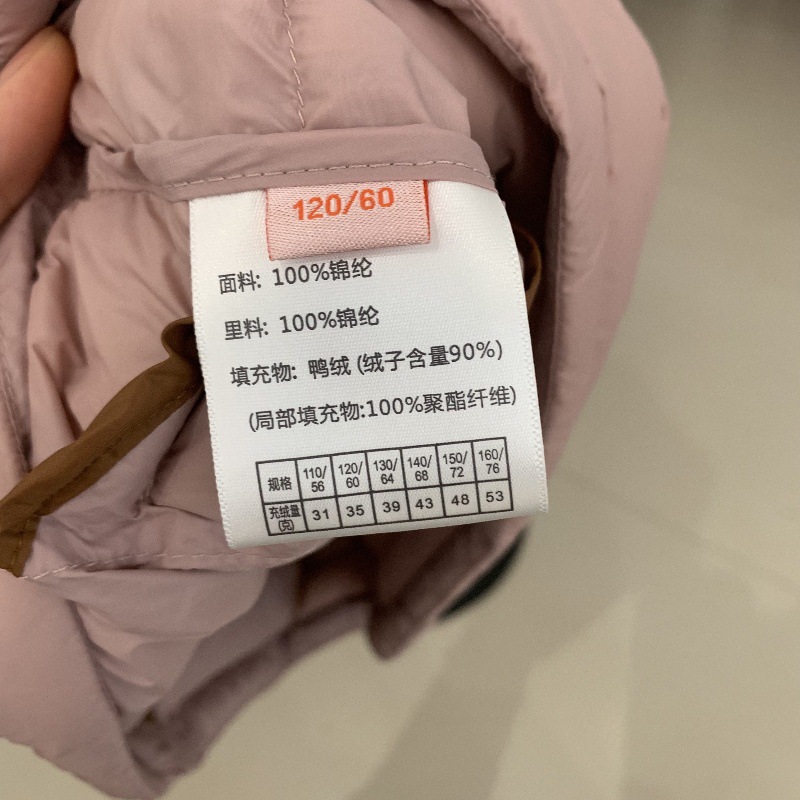 120/60
面料: 100%锦纶
里料: 100%锦纶
填充物: 鸭绒 (绒子含量90%)
(局部填充物:100%聚酯纤维)
规格 110/56 120/60 130/64 140/68 150/72 160/76
充绒量(克) 31 35 39 43 48 53